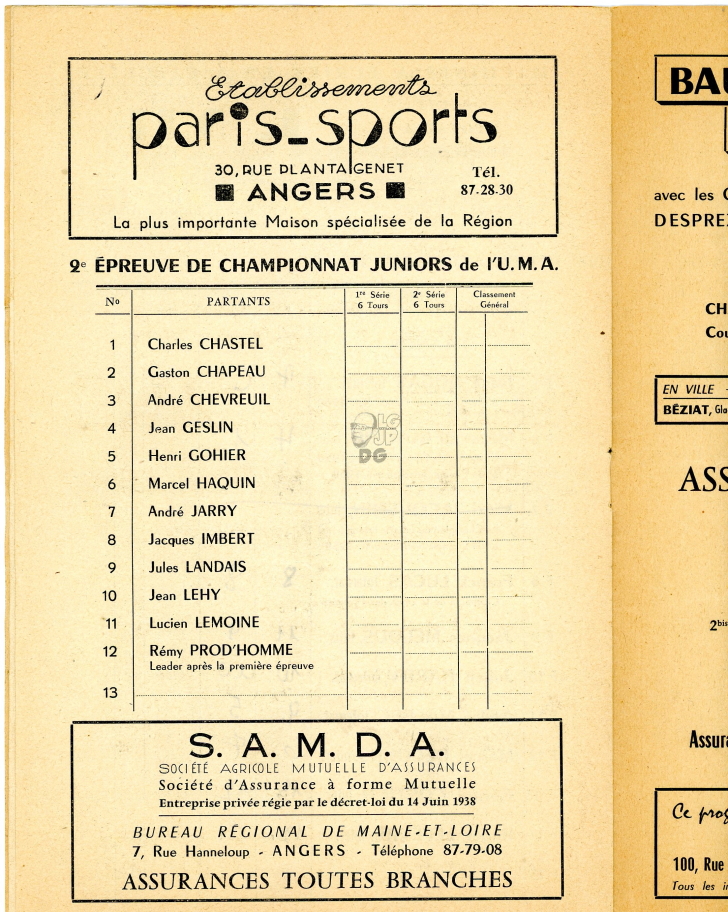 Etablissements
paris-sports
30, RUE PLANTAGENET
ANGERS
Tél.
87-28-30
La plus importante Maison spécialisée de la Région
2e ÉPREUVE DE CHAMPIONNAT JUNIORS de l'U.M.A.
No PARTANTS 1re Série 6 Tours 2e Série 6 Tours Classement Général
1 Charles CHASTEL
2 Gaston CHAPEAU
3 André CHEVREUIL
4 Jean GESLIN
5 Henri GOHIER
6 Marcel HAQUIN
7 André JARRY
8 Jacques IMBERT
9 Jules LANDAIS
10 Jean LEHY
11 Lucien LEMOINE
12 Rémy PROD'HOMME
Leader après la première épreuve
13
LG
JP
DG
S. A. M. D. A.
SOCIÉTÉ AGRICOLE MUTUELLE D'ASSURANCES
Société d'Assurance à forme Mutuelle
Entreprise privée régie par le décret-loi du 14 Juin 1938
BUREAU RÉGIONAL DE MAINE-ET-LOIRE
7, Rue Hanneloup - ANGERS - Téléphone 87-79-08
ASSURANCES TOUTES BRANCHES
BAU
avec les
DESPREZ
CH
Cou
EN VILLE -
BÉZIAT, Gla
ASS
2bis
Assura
Ce prog
100, Rue
Tous les in